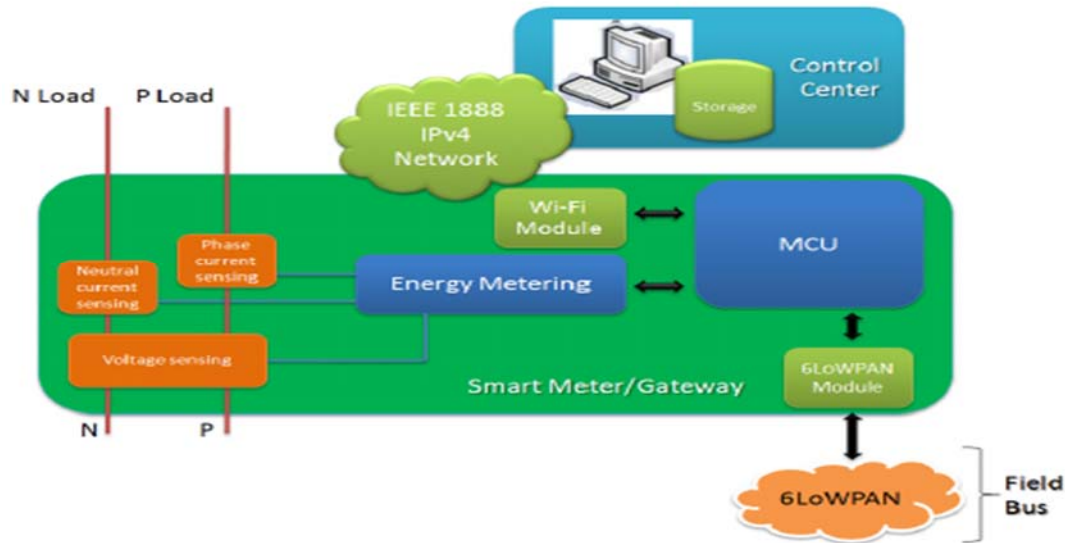 Control
Center
Storage
N Load
P Load
IEEE 1888
IPv4
Network
Wi-Fi
Module
MCU
Phase
current
sensing
Neutral
current
sensing
Energy Metering
Voltage sensing
6LoWPAN
Module
Smart Meter/Gateway
N
P
6LoWPAN
Field
Bus